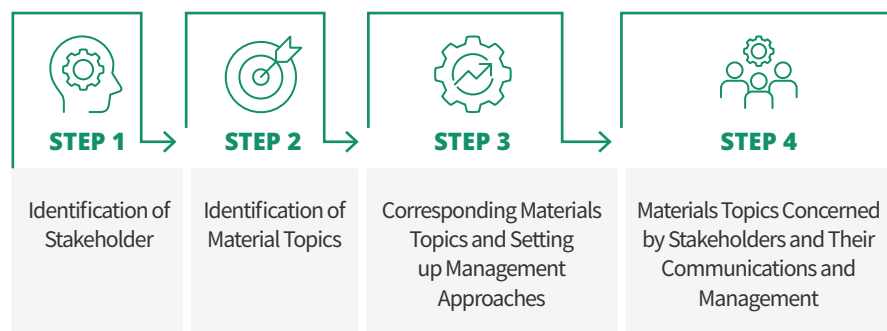 STEP 1
Identification of
Stakeholder
STEP 2
Identification of
Material Topics
STEP 3
Corresponding Materials
Topics and Setting
up Management
Approaches
STEP 4
Materials Topics Concerned
by Stakeholders and Their
Communications and
Management